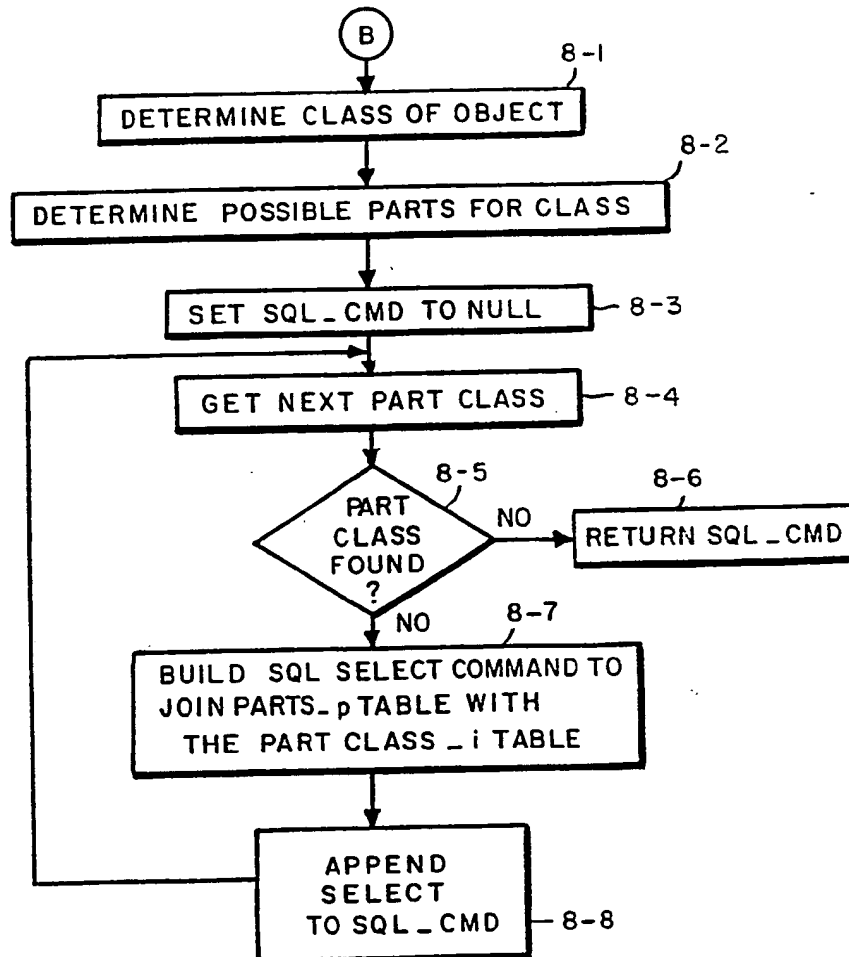 B
8-1
DETERMINE CLASS OF OBJECT
8-2
DETERMINE POSSIBLE PARTS FOR CLASS
SET SQL_CMD TO NULL
8-3
GET NEXT PART CLASS
8-4
8-5
PART
CLASS
FOUND
?
NO
8-6
RETURN SQL_CMD
NO
8-7
BUILD SQL SELECT COMMAND TO
JOIN PARTS_p TABLE WITH
THE PART CLASS_i TABLE
APPEND
SELECT
TO SQL_CMD
8-8